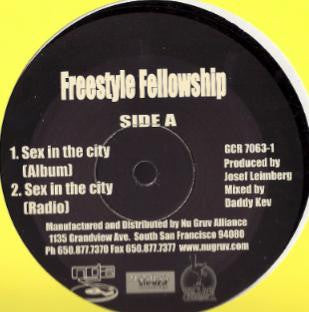 Freestyle Fellowship
SIDE A
1. Sex in the city
(Album)
2. Sex in the city
(Radio)
GCR 7063-1
Produced by
Josef Leimberg
Mixed by
Daddy Kev
Manufactured and Distributed by Nu Gruv Alliance
1135 Grandview Ave. South San Francisco 94080
Ph 650.877.7370 Fax 650.877.7377 www.nugruv.com